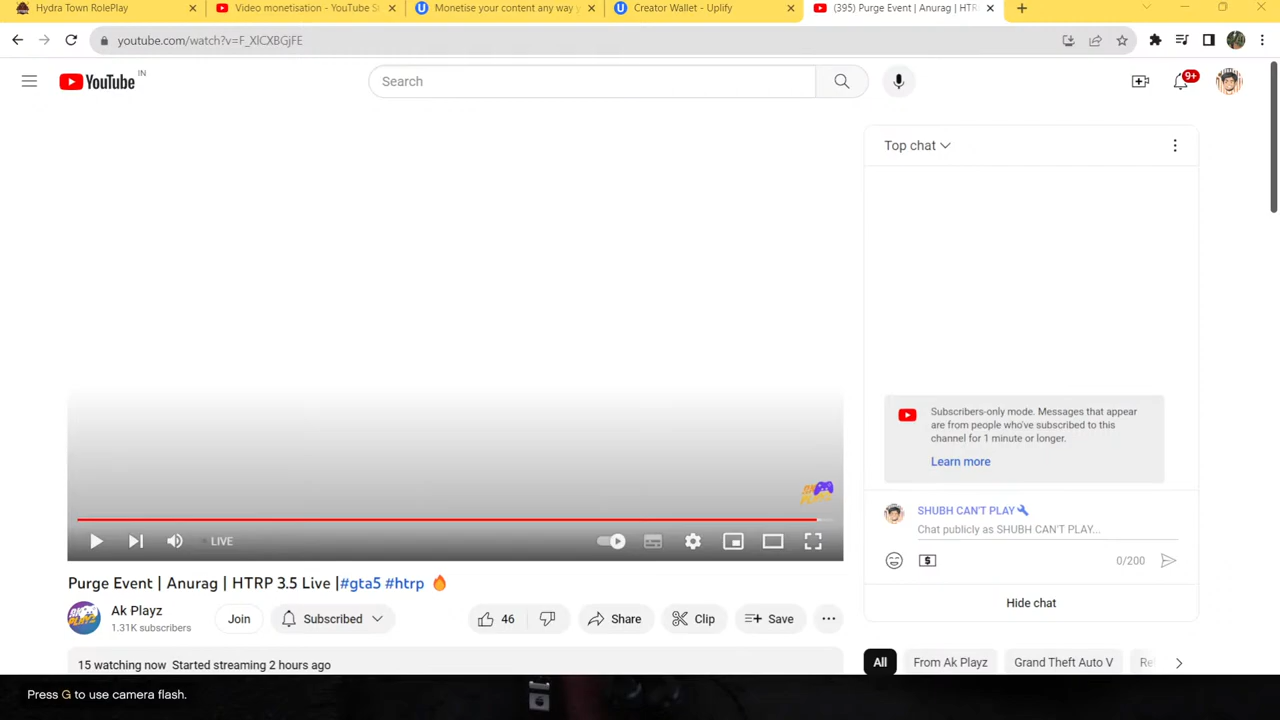 Hydra Town RolePlay
Video monetisation - YouTube St
Monetise your content any way y
Creator Wallet - Uplify
(395) Purge Event | Anurag | HTR
youtube.com/watch?v=F_XlCXBGjFE
YouTube IN
Search
9+
Top chat
Subscribers-only mode. Messages that appear
are from people who've subscribed to this
channel for 1 minute or longer.
Learn more
SHUBH CAN'T PLAY
Chat publicly as SHUBH CAN'T PLAY...
0/200
Hide chat
LIVE
Purge Event | Anurag | HTRP 3.5 Live |#gta5 #htrp 🔥
Ak Playz
1.31K subscribers
Join
Subscribed
46
Share
Clip
Save
15 watching now Started streaming 2 hours ago
All
From Ak Playz
Grand Theft Auto V
Re
Press G to use camera flash.